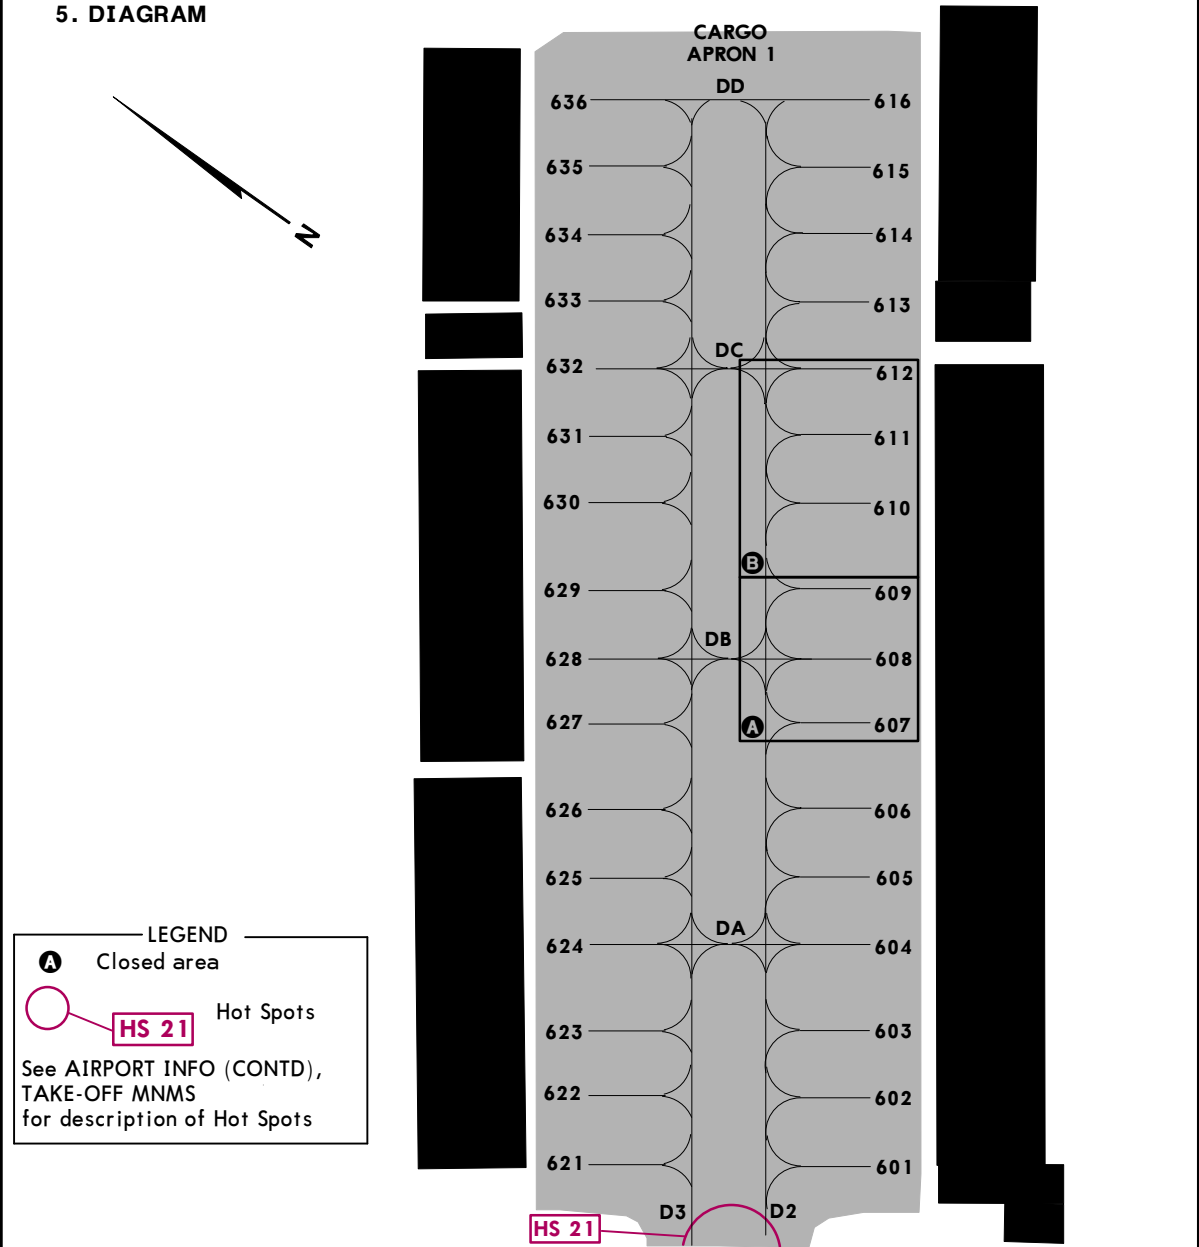 5. DIAGRAM
CARGO
APRON 1
DD
N
636 616
635 615
634 614
633 613
DC
632 612
631 611
630 610
B
629 609
DB
628 608
627 A 607
626 606
625 605
DA
624 604
623 603
622 602
621 601
D3 D2
HS 21
LEGEND
A Closed area
Hot Spots
HS 21
See AIRPORT INFO (CONTD),
TAKE-OFF MNMS
for description of Hot Spots